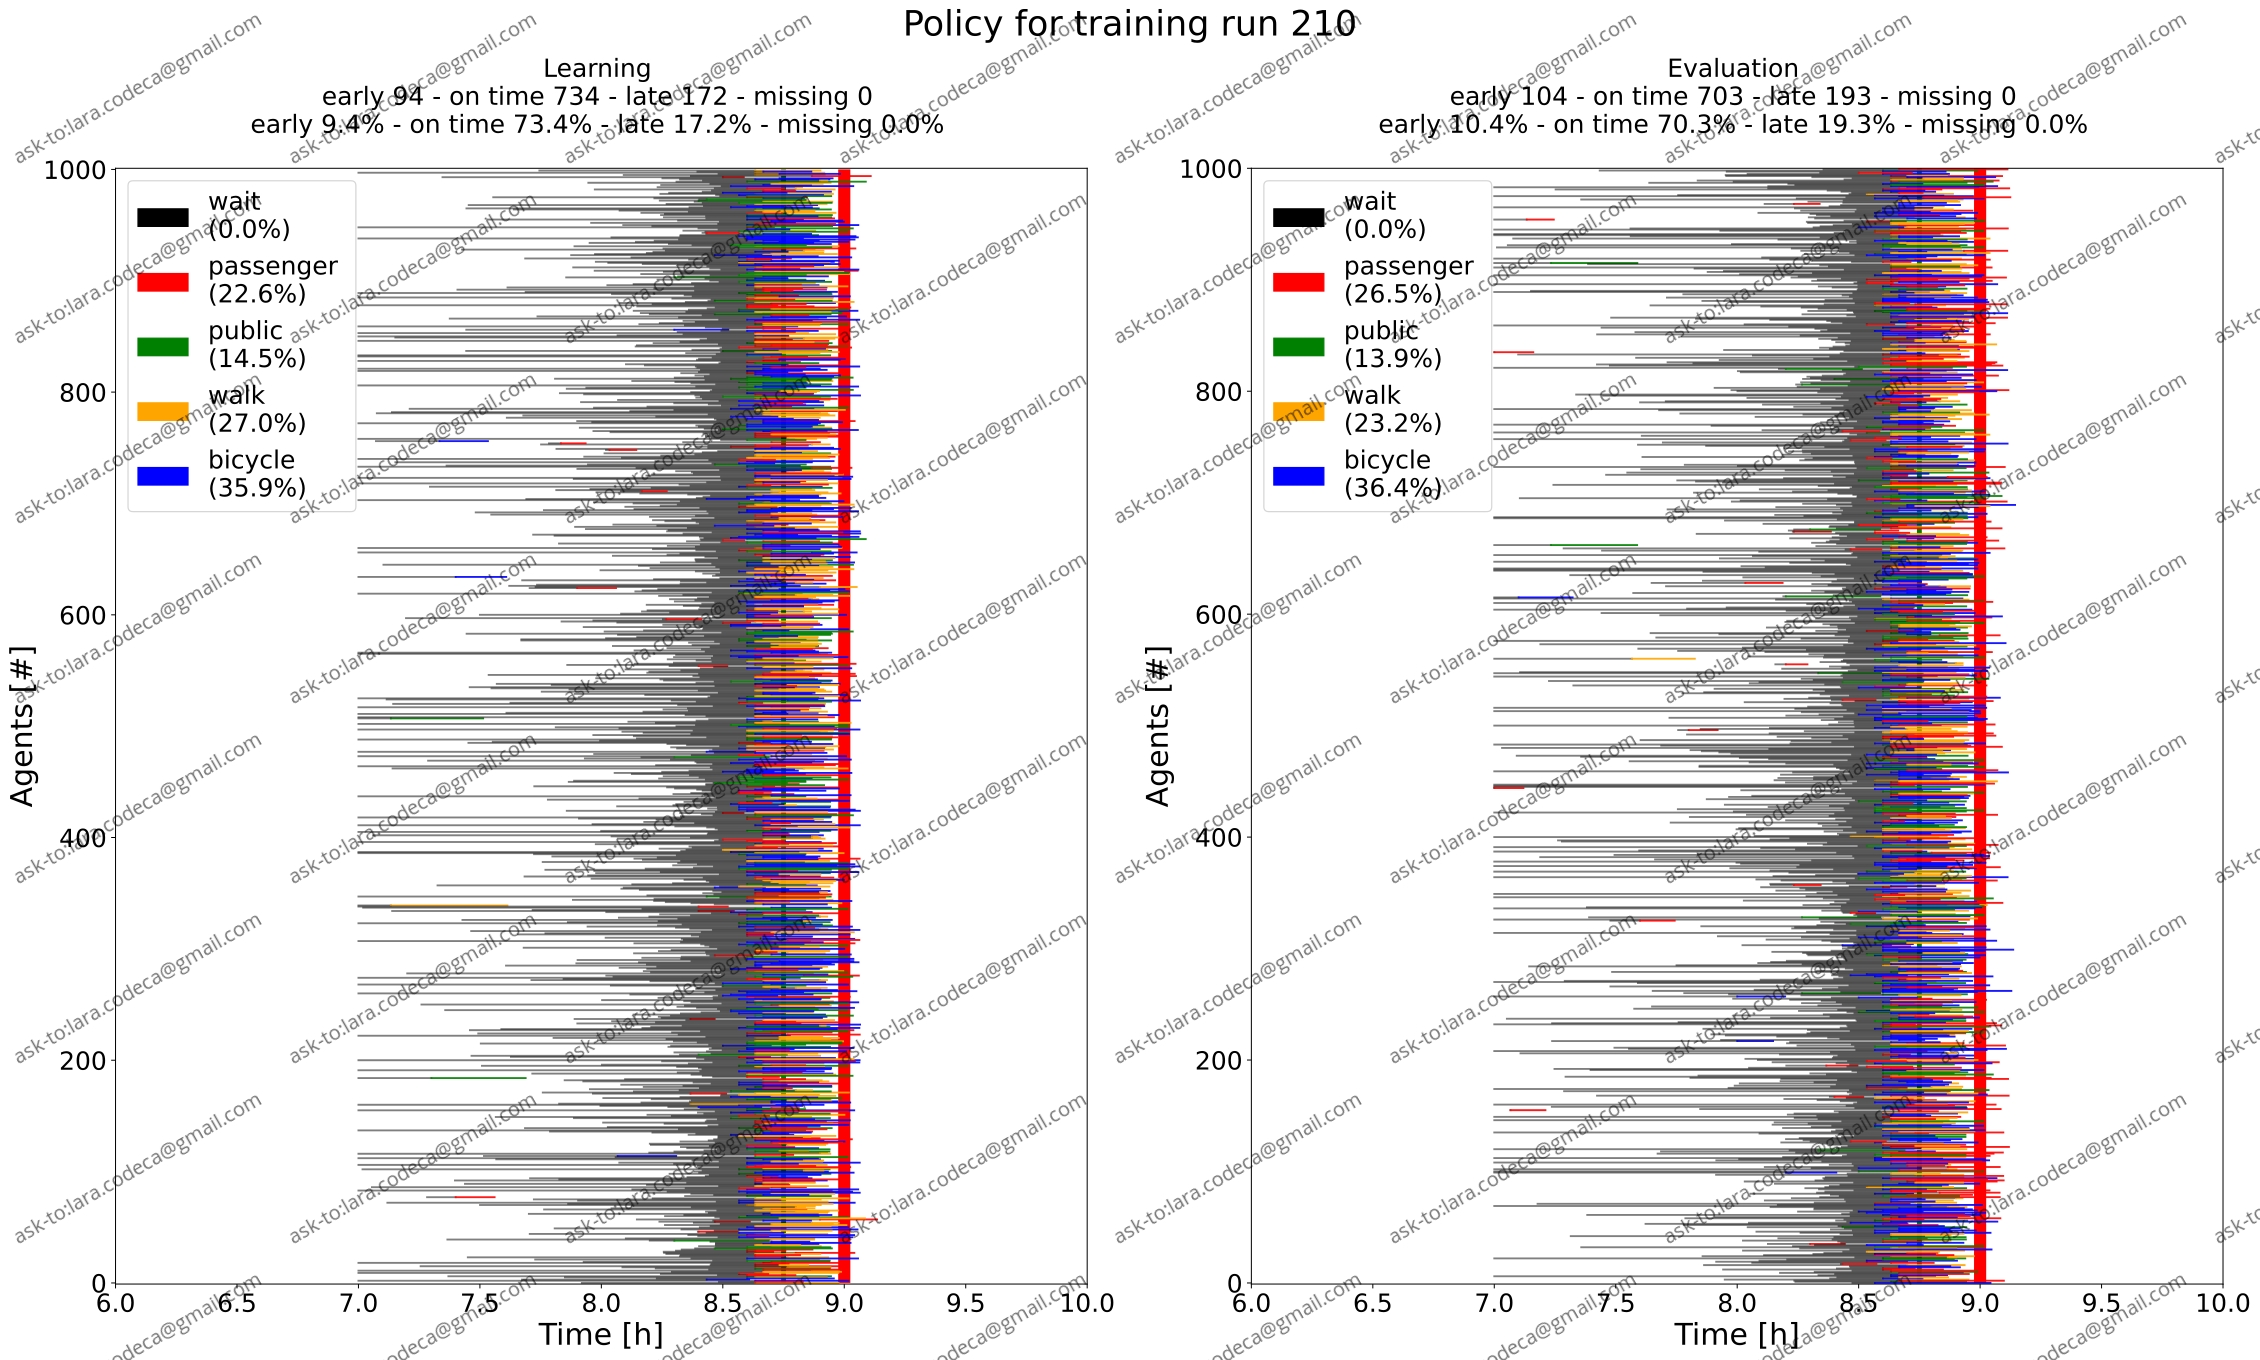 Policy for training run 210
Learning
early 94 - on time 734 - late 172 - missing 0
early 9.4% - on time 73.4% - late 17.2% - missing 0.0%
1000
800
600
400
200
0
Agents [#]
wait
(0.0%)
passenger
(22.6%)
public
(14.5%)
walk
(27.0%)
bicycle
(35.9%)
6.0 6.5 7.0 7.5 8.0 8.5 9.0 9.5 10.0
Time [h]
Evaluation
early 104 - on time 703 - late 193 - missing 0
early 10.4% - on time 70.3% - late 19.3% - missing 0.0%
1000
800
600
400
200
0
Agents [#]
wait
(0.0%)
passenger
(26.5%)
public
(13.9%)
walk
(23.2%)
bicycle
(36.4%)
6.0 6.5 7.0 7.5 8.0 8.5 9.0 9.5 10.0
Time [h]
ask-to:lara.codeca@gmail.com